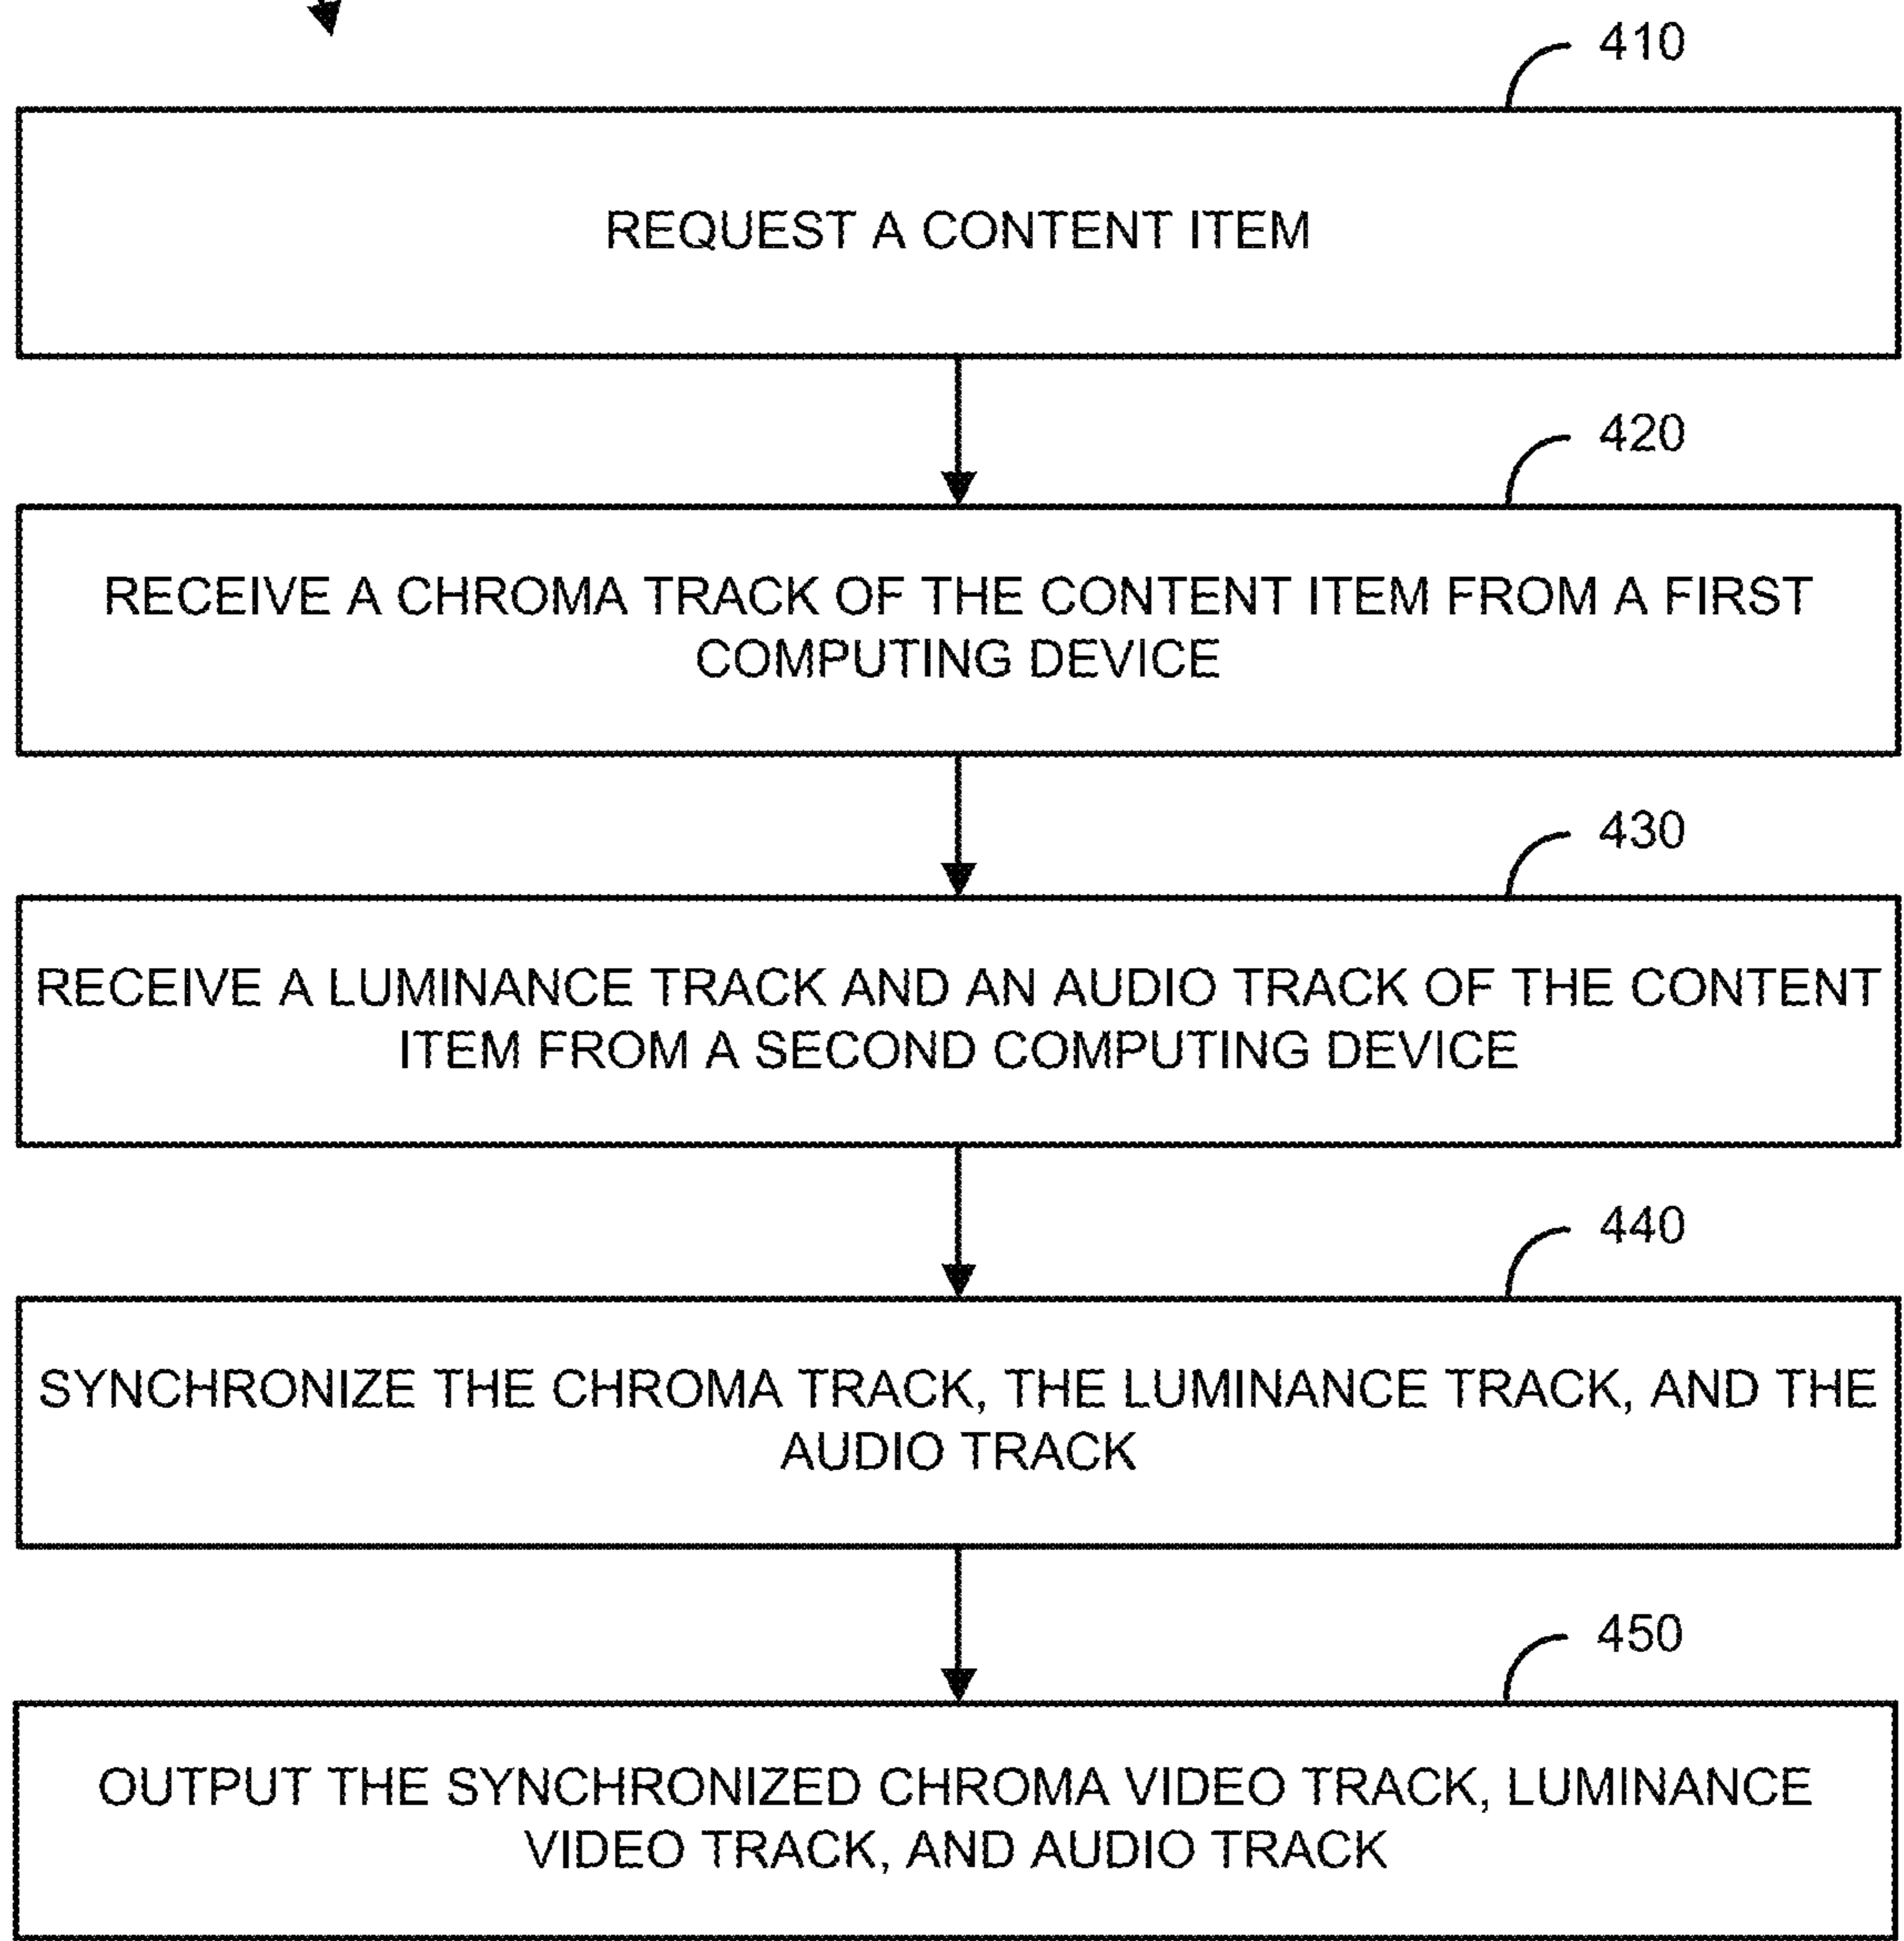 410
REQUEST A CONTENT ITEM
420
RECEIVE A CHROMA TRACK OF THE CONTENT ITEM FROM A FIRST
COMPUTING DEVICE
430
RECEIVE A LUMINANCE TRACK AND AN AUDIO TRACK OF THE CONTENT
ITEM FROM A SECOND COMPUTING DEVICE
440
SYNCHRONIZE THE CHROMA TRACK, THE LUMINANCE TRACK, AND THE
AUDIO TRACK
450
OUTPUT THE SYNCHRONIZED CHROMA VIDEO TRACK, LUMINANCE
VIDEO TRACK, AND AUDIO TRACK